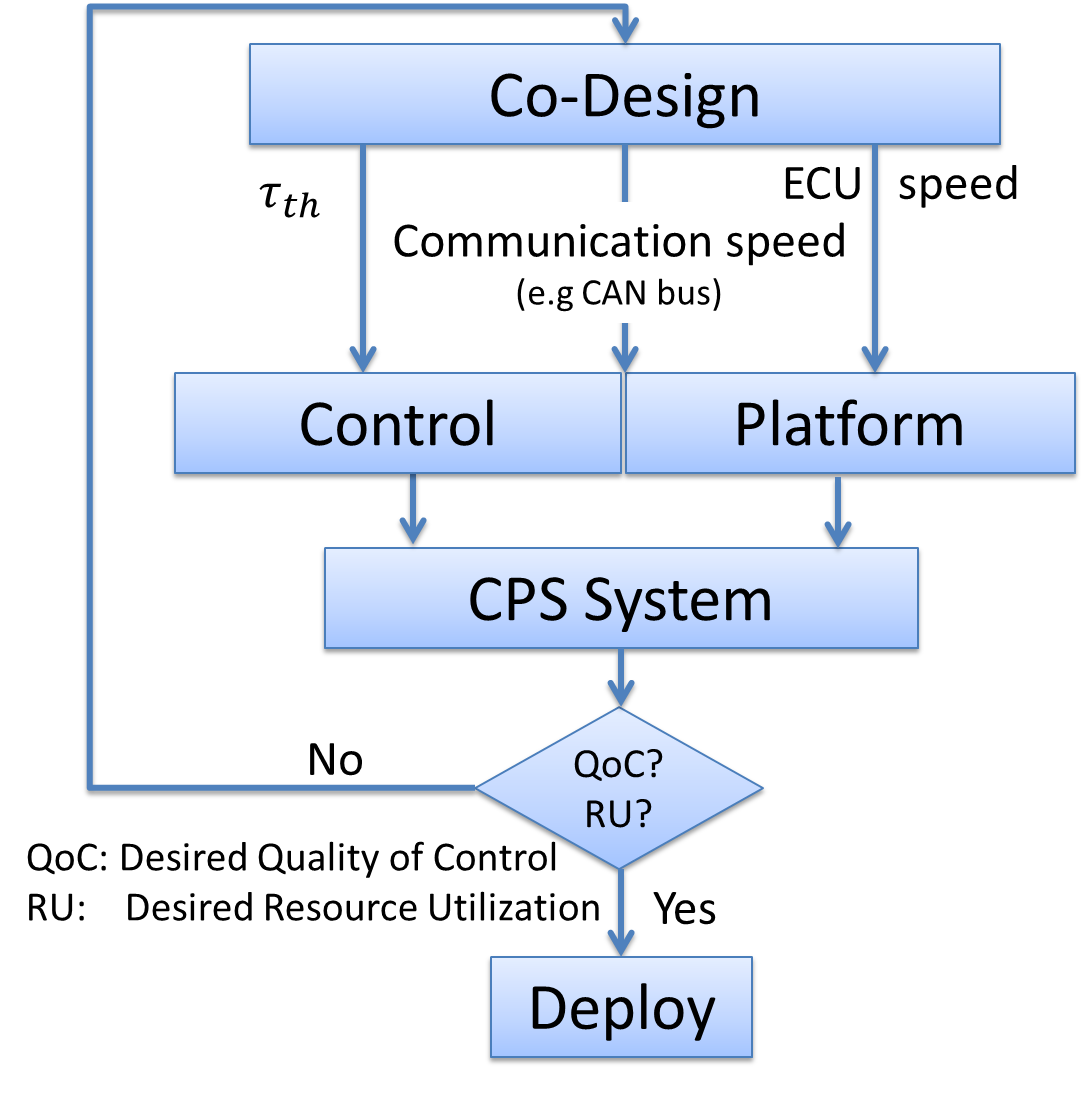 Co-Design
τ_th
ECU speed
Communication speed
(e.g CAN bus)
Control
Platform
CPS System
QoC?
RU?
No
QoC: Desired Quality of Control
RU: Desired Resource Utilization
Yes
Deploy